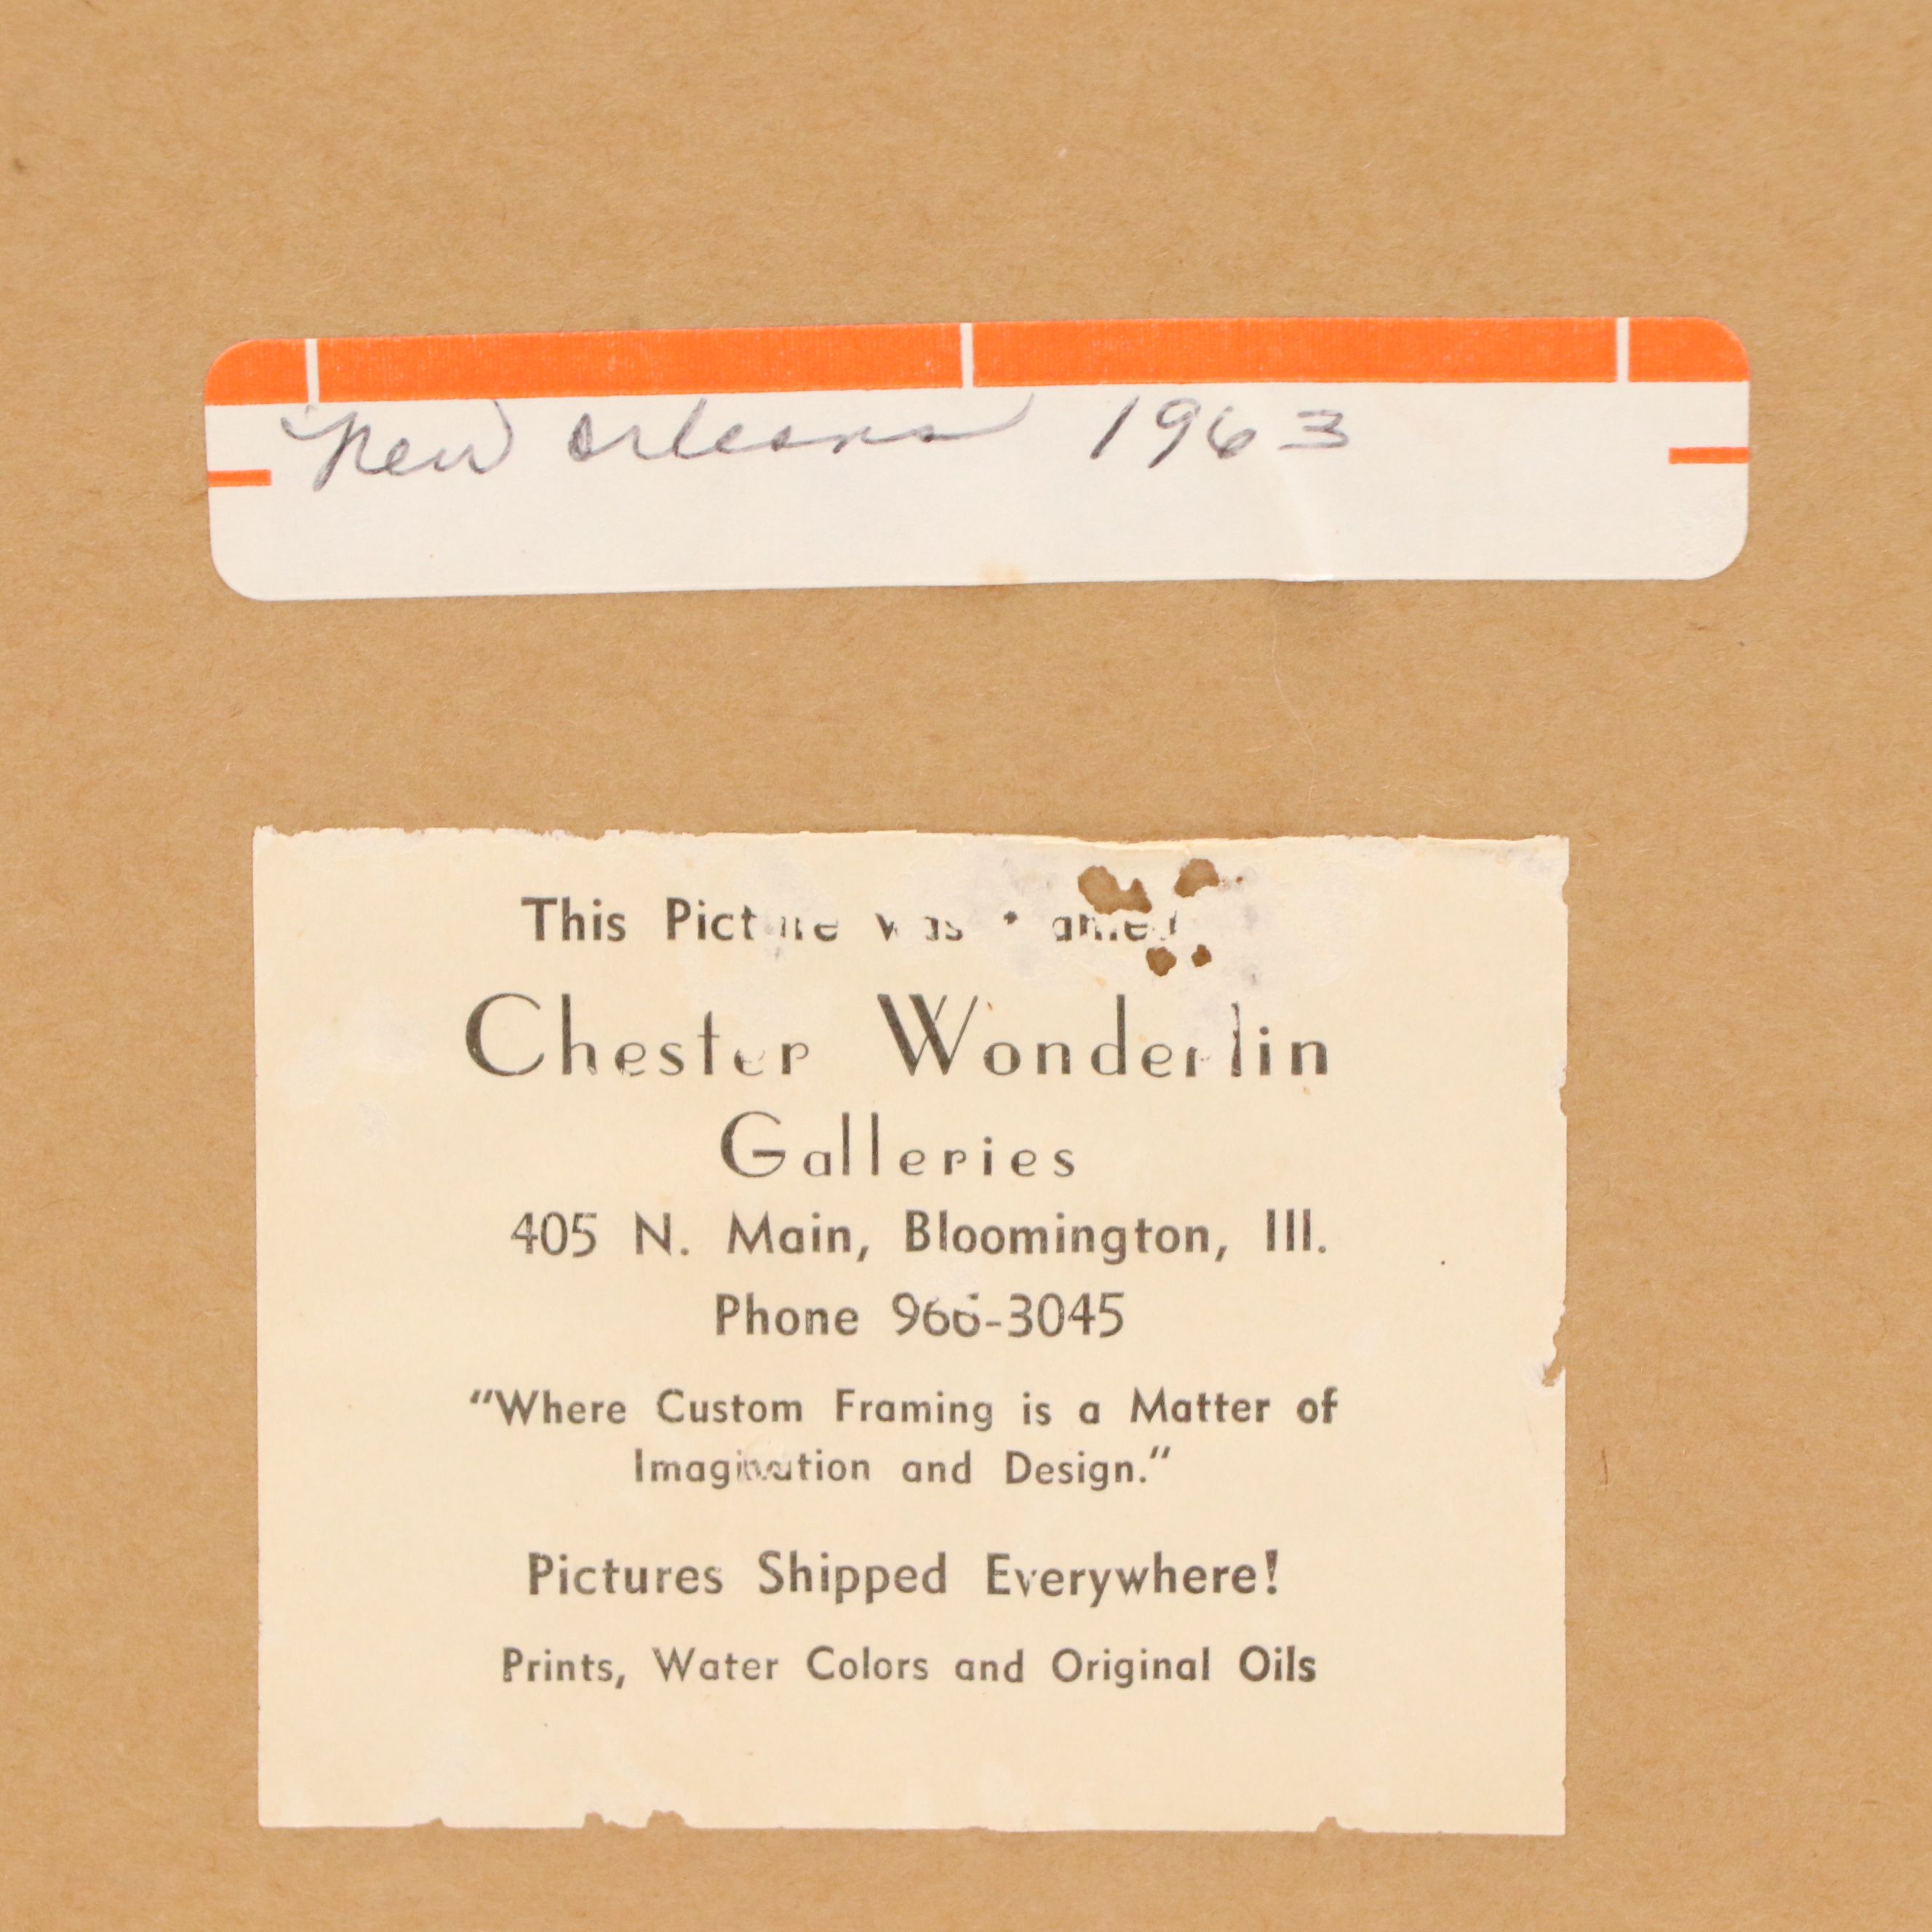 New Orleans 1963
This Picture was Framed
Chester Wonderlin
Galleries
405 N. Main, Bloomington, Ill.
Phone 966-3045
“Where Custom Framing is a Matter of
Imagination and Design.”
Pictures Shipped Everywhere!
Prints, Water Colors and Original Oils